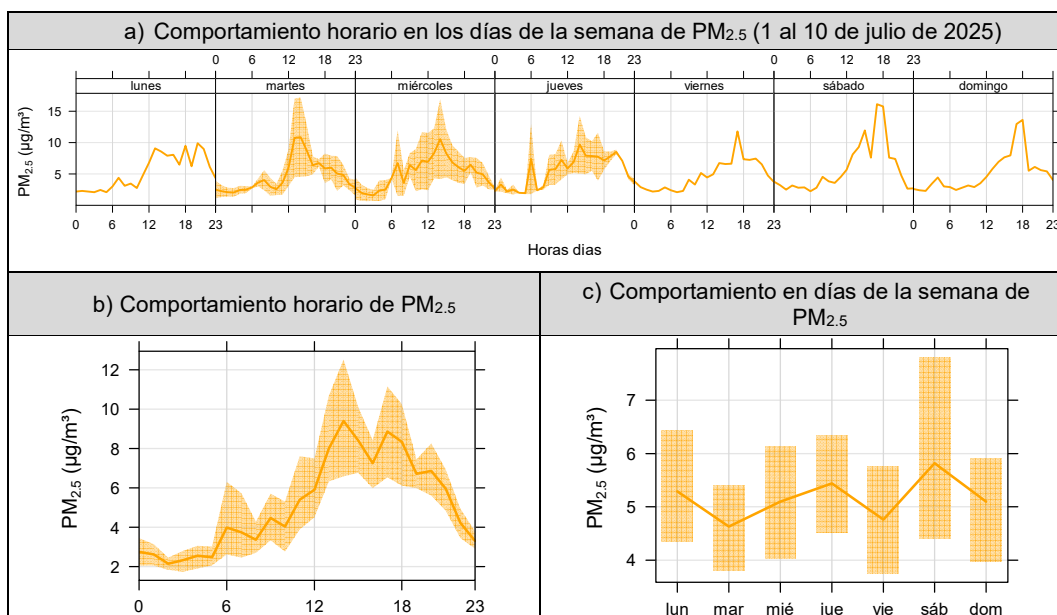 a) Comportamiento horario en los días de la semana de PM2.5 (1 al 10 de julio de 2025)
0 6 12 18 23 0 6 12 18 23 0 6 12 18 23
lunes martes miércoles jueves viernes sábado domingo
PM2.5 (µg/m³)
15
10
5
0 6 12 18 23 0 6 12 18 23 0 6 12 18 23 0 6 12 18 23
Horas dias
b) Comportamiento horario de PM2.5
c) Comportamiento en días de la semana de
PM2.5
PM2.5 (µg/m³)
12
10
8
6
4
2
0 6 12 18 23
PM2.5 (µg/m³)
7
6
5
4
lun mar mié jue vie sáb dom